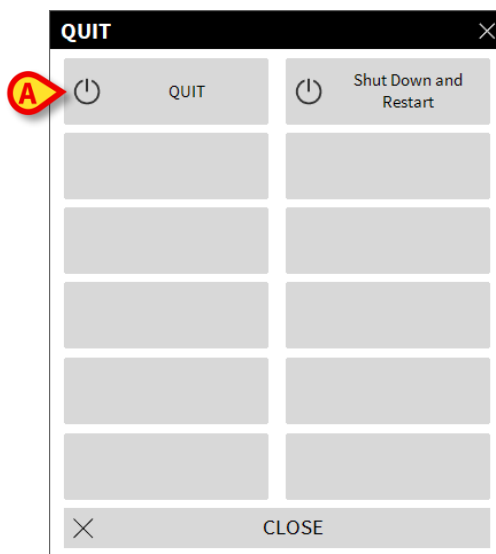 QUIT
A
QUIT
Shut Down and
Restart
CLOSE